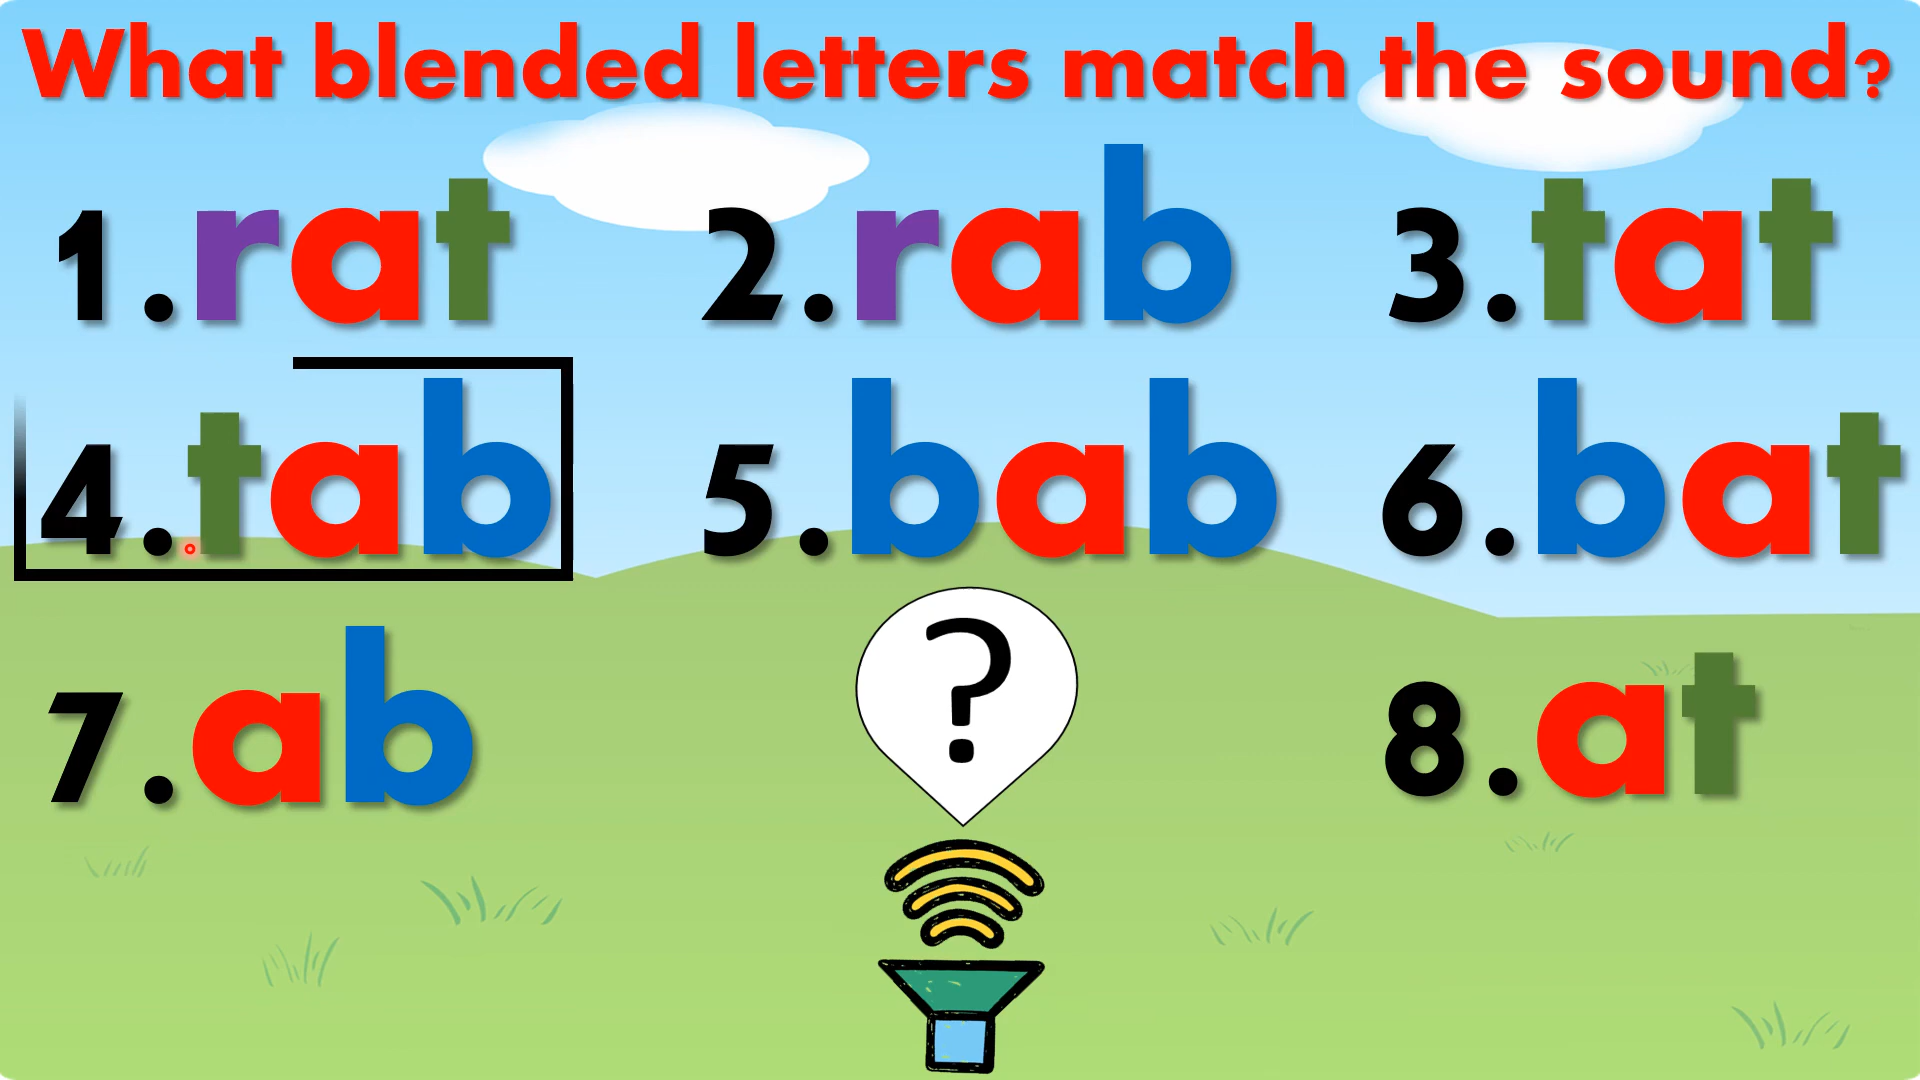 What blended letters match the sound?
1.rat 2.rab 3.tat
4.tab 5.bab 6.bat
7.ab ? 8.at